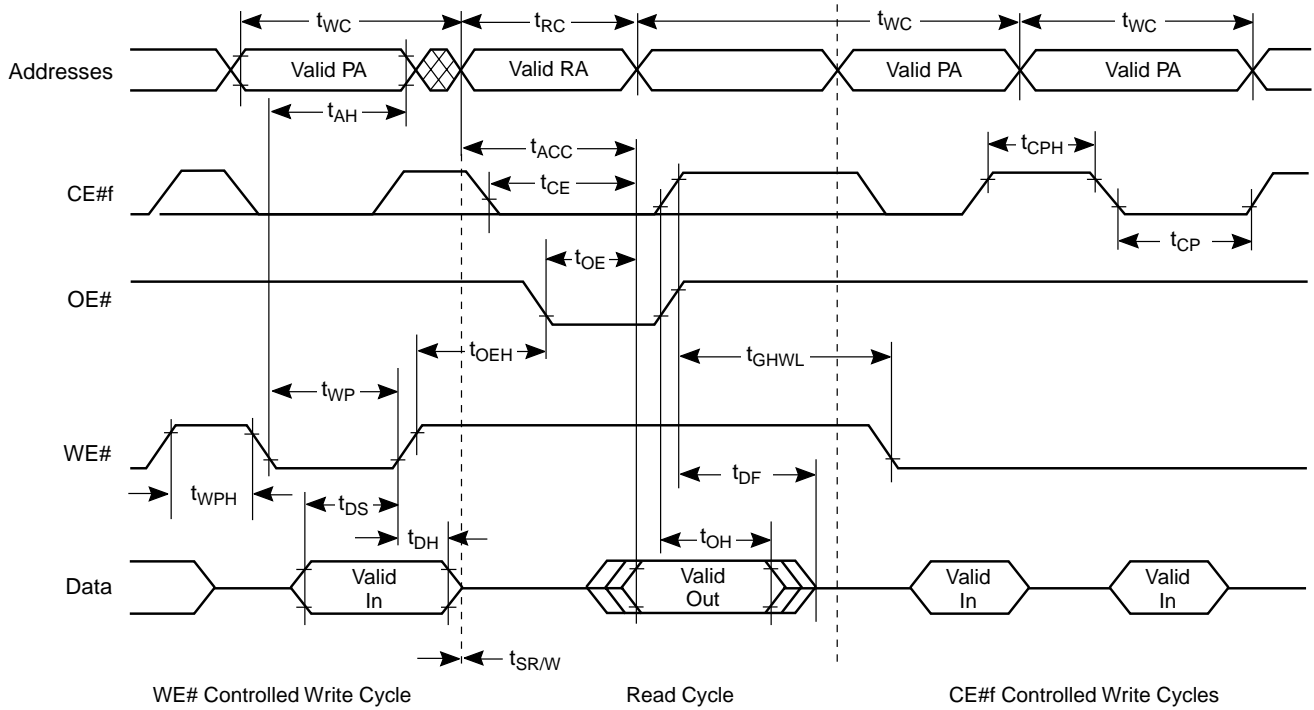 tWC tRC tWC tWC
Addresses Valid PA Valid RA Valid PA Valid PA
tAH
tACC
tCPH
CE#f tCE
tCP
tOE
OE#
tOEH tGHWL
tWP
WE#
tWPH tDS tDF
tDH tOH
Data Valid In Valid Out Valid In Valid In
tSR/W
WE# Controlled Write Cycle Read Cycle CE#f Controlled Write Cycles